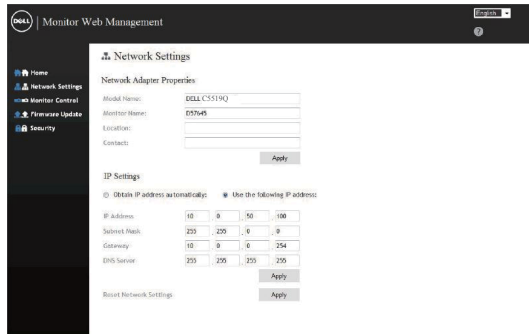 DELL | Monitor Web Management
English
Home
Network Settings
Monitor Control
Firmware Update
Security
Network Settings
Network Adapter Properties
Model Name: DELL C5519Q
Monitor Name: D57645
Location:
Contact:
Apply
IP Settings
Obtain IP address automatically: Use the following IP address:
IP Address 10 . 0 . 50 . 100
Subnet Mask 255 . 255 . 0 . 0
Gateway 10 . 0 . 0 . 254
DNS Server 255 . 255 . 255 . 255
Apply
Reset Network Settings Apply